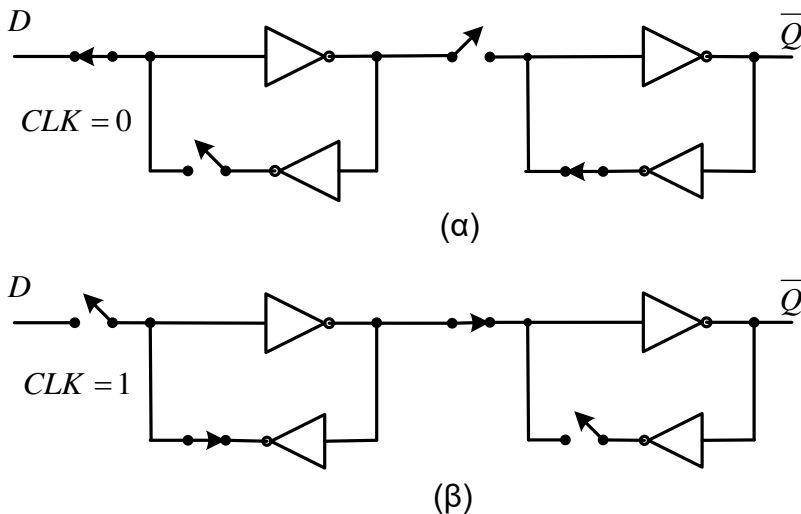 D
Q̅
CLK = 0
(α)
D
Q̅
CLK = 1
(β)